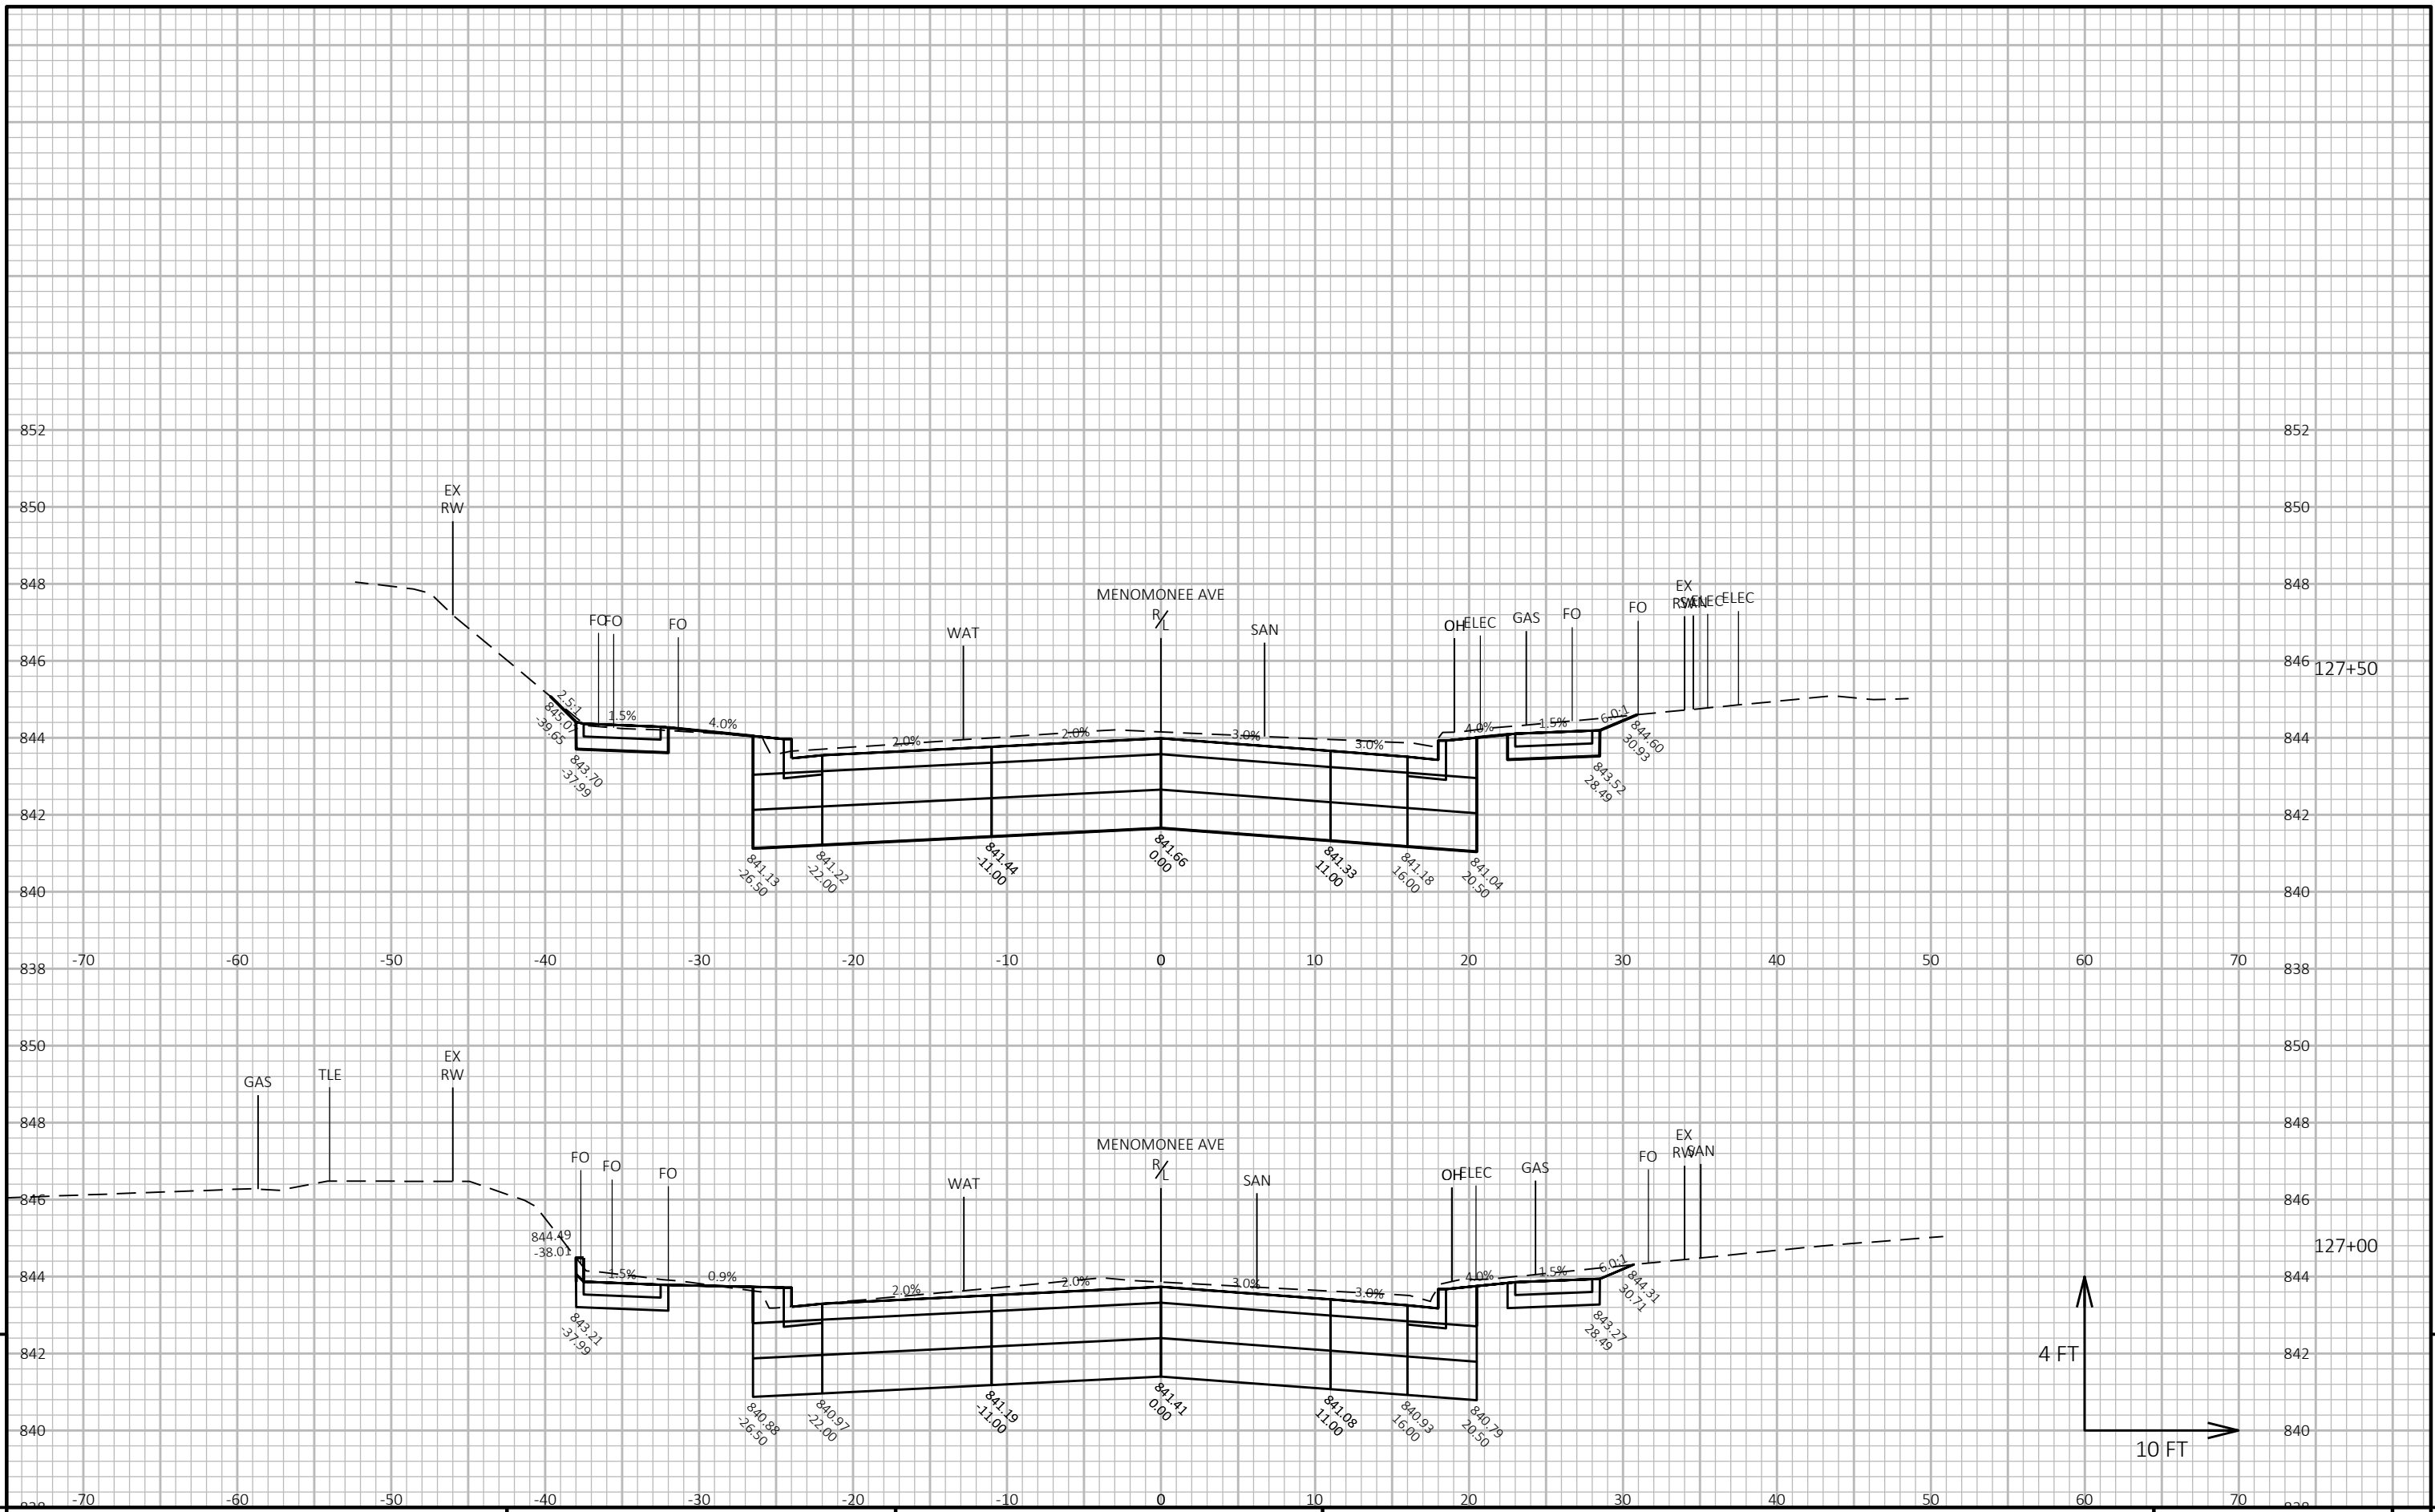 852 852
850 850
848 848
846 846
844 844
842 842
840 840
838 838
127+50
EX
RW
FO
FO
FO
WAT
MENOMONEE AVE
R/L
SAN
OH
ELEC
GAS
FO
FO
EX
RW
SAN
ELEC
ELEC
2.5:1
1.5%
4.0%
2.0%
2.0%
3.0%
3.0%
4.0%
1.5%
6.0:1
845.07
-39.65
843.70
-37.99
841.13
-26.50
841.22
-22.00
841.44
-11.00
841.66
0.00
841.33
11.00
841.18
16.00
841.04
20.50
843.52
28.49
844.60
30.93
-70 -60 -50 -40 -30 -20 -10 0 10 20 30 40 50 60 70
850 850
848 848
846 846
844 844
842 842
840 840
838 838
127+00
GAS
TLE
EX
RW
FO
FO
FO
WAT
MENOMONEE AVE
R/L
SAN
OH
ELEC
GAS
FO
EX
RW
SAN
844.49
-38.01
1.5%
0.9%
2.0%
2.0%
3.0%
3.0%
4.0%
1.5%
6.0:1
843.21
-37.99
840.88
-26.50
840.97
-22.00
841.19
-11.00
841.41
0.00
841.08
11.00
840.93
16.00
840.79
20.50
843.27
28.49
844.31
30.71
4 FT
10 FT
-70 -60 -50 -40 -30 -20 -10 0 10 20 30 40 50 60 70